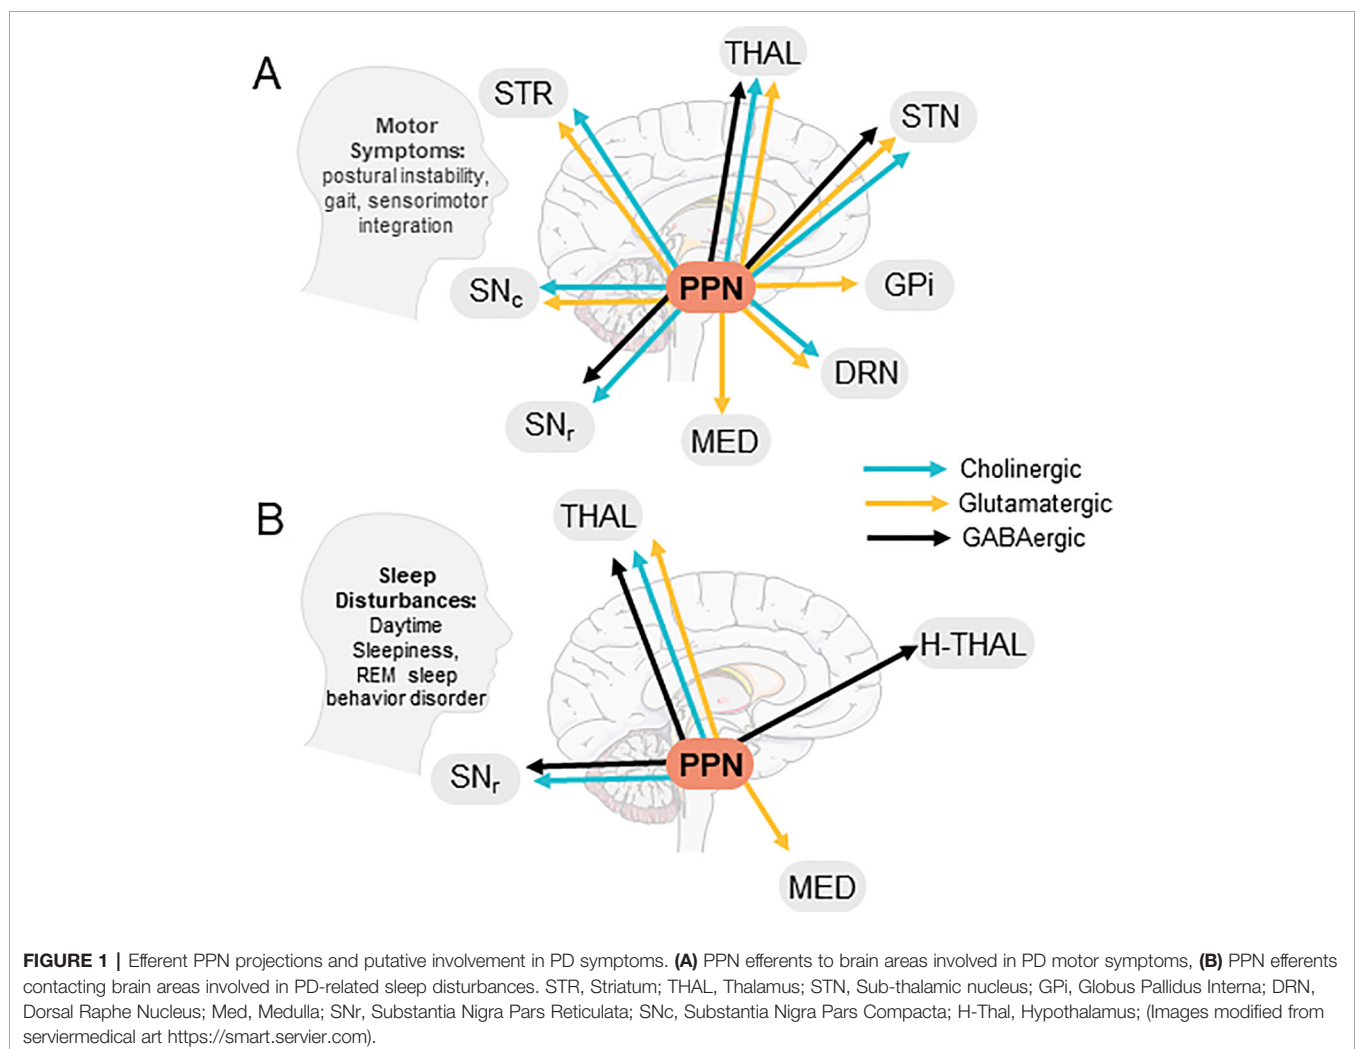 A
Motor
Symptoms:
postural instability,
gait, sensorimotor
integration
STR
THAL
STN
SNc
PPN
GPi
DRN
SNr
MED
Cholinergic
Glutamatergic
GABAergic
B
Sleep
Disturbances:
Daytime
Sleepiness,
REM sleep
behavior disorder
THAL
H-THAL
SNr
PPN
MED
FIGURE 1 | Efferent PPN projections and putative involvement in PD symptoms. (A) PPN efferents to brain areas involved in PD motor symptoms, (B) PPN efferents
contacting brain areas involved in PD-related sleep disturbances. STR, Striatum; THAL, Thalamus; STN, Sub-thalamic nucleus; GPi, Globus Pallidus Interna; DRN,
Dorsal Raphe Nucleus; Med, Medulla; SNr, Substantia Nigra Pars Reticulata; SNc, Substantia Nigra Pars Compacta; H-Thal, Hypothalamus; (Images modified from
serviermedical art https://smart.servier.com).